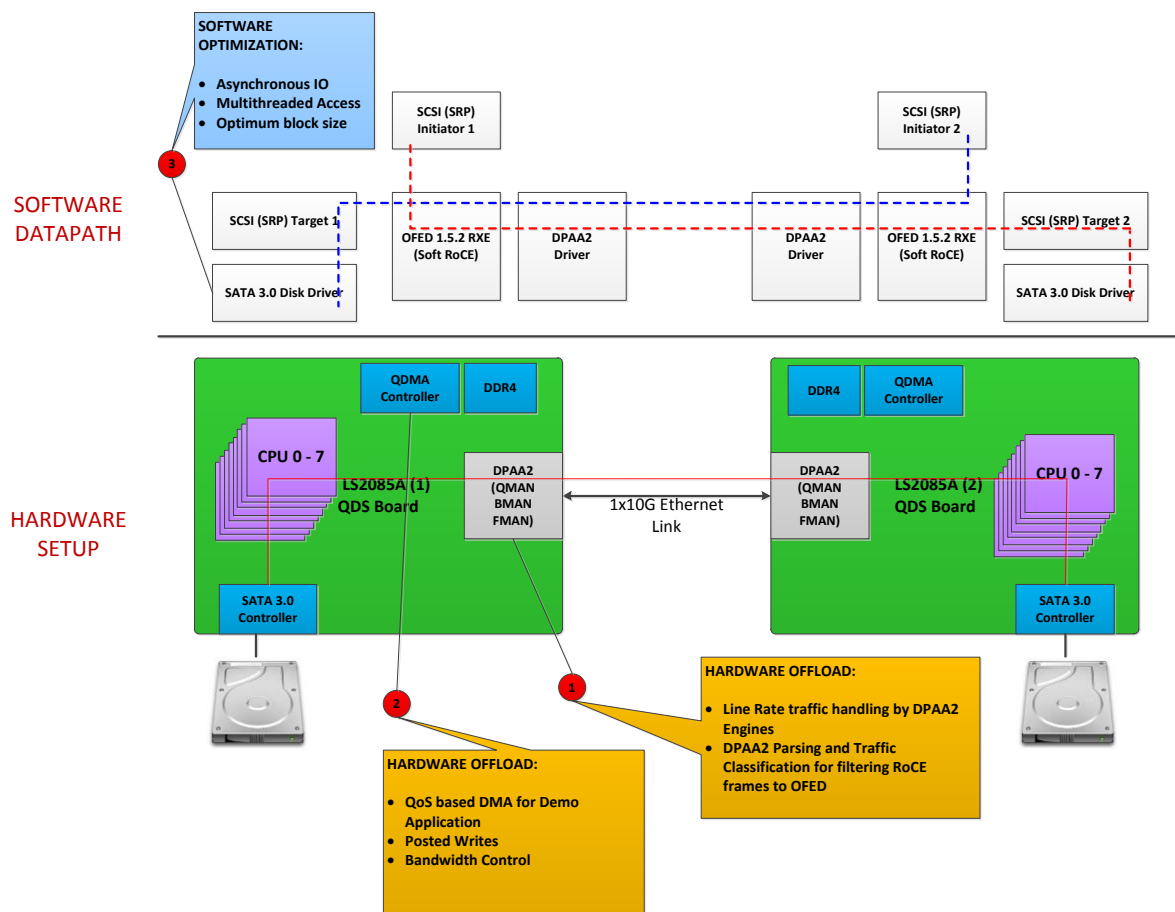 SOFTWARE
OPTIMIZATION:
• Asynchronous IO
• Multithreaded Access
• Optimum block size
3
SOFTWARE
DATAPATH
SCSI (SRP)
Initiator 1
SCSI (SRP)
Initiator 2
SCSI (SRP) Target 1
SATA 3.0 Disk Driver
OFED 1.5.2 RXE
(Soft RoCE)
DPAA2
Driver
DPAA2
Driver
OFED 1.5.2 RXE
(Soft RoCE)
SCSI (SRP) Target 2
SATA 3.0 Disk Driver
HARDWARE
SETUP
QDMA
Controller
DDR4
CPU 0 - 7
LS2085A (1)
QDS Board
DPAA2
(QMAN
BMAN
FMAN)
SATA 3.0
Controller
1x10G Ethernet
Link
DDR4
QDMA
Controller
DPAA2
(QMAN
BMAN
FMAN)
LS2085A (2)
QDS Board
CPU 0 - 7
SATA 3.0
Controller
2
HARDWARE OFFLOAD:
• QoS based DMA for Demo
Application
• Posted Writes
• Bandwidth Control
1
HARDWARE OFFLOAD:
• Line Rate traffic handling by DPAA2
Engines
• DPAA2 Parsing and Traffic
Classification for filtering RoCE
frames to OFED